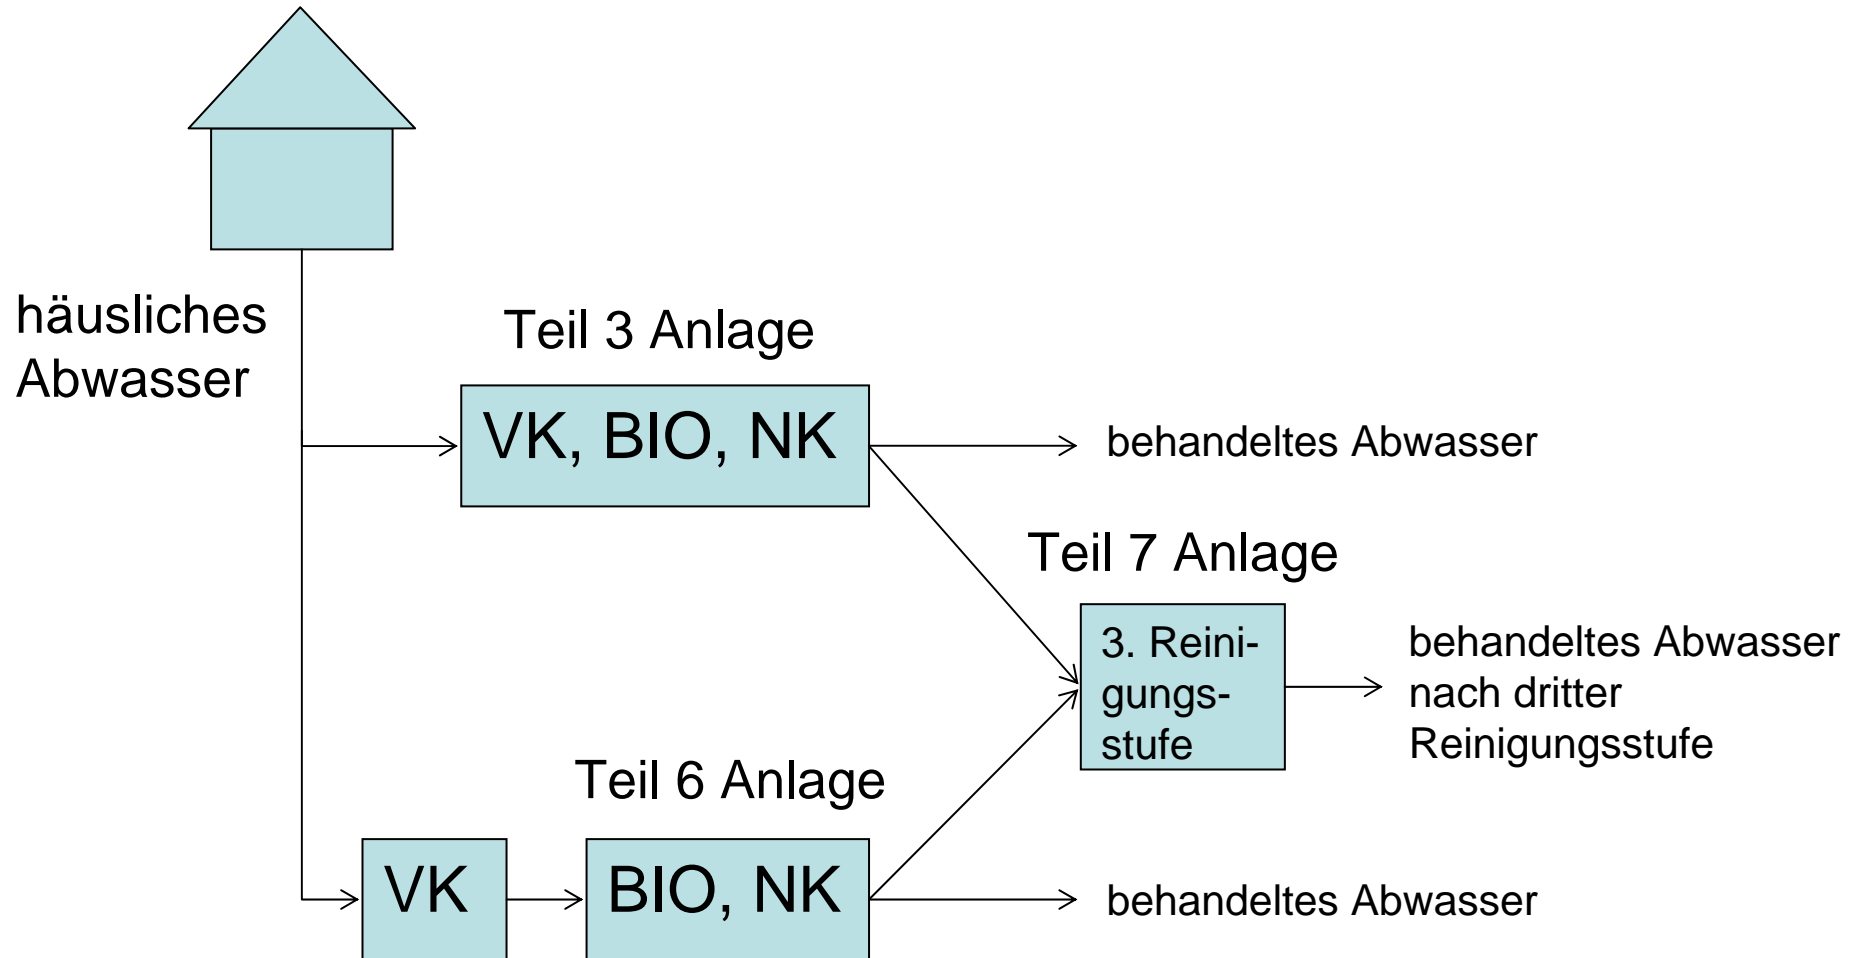 häusliches
Abwasser
Teil 3 Anlage
VK, BIO, NK
behandeltes Abwasser
Teil 7 Anlage
3. Reini-
gungs-
stufe
behandeltes Abwasser
nach dritter
Reinigungsstufe
Teil 6 Anlage
VK
BIO, NK
behandeltes Abwasser